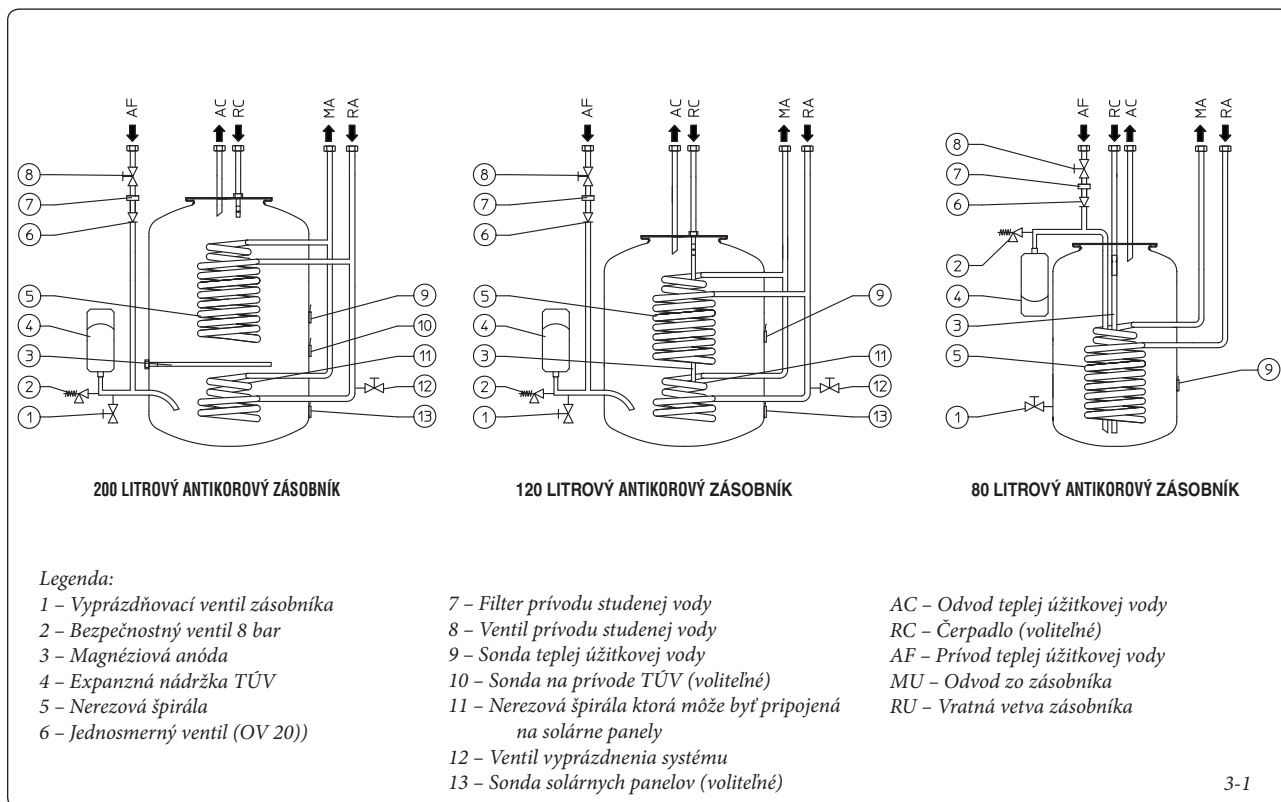 AF AC RC MA RA
8
7
6
5
4
3
2
1
9
10
11
12
13
200 LITROVÝ ANTIKOROVÝ ZÁSOBNÍK
AF AC RC MA RA
8
7
6
5
4
3
2
1
9
11
12
13
120 LITROVÝ ANTIKOROVÝ ZÁSOBNÍK
AF RC AC MA RA
8
7
6
2
4
3
5
1
9
80 LITROVÝ ANTIKOROVÝ ZÁSOBNÍK
Legenda:
1 – Vyprázdňovací ventil zásobníka
2 – Bezpečnostný ventil 8 bar
3 – Magnéziová anóda
4 – Expanzná nádržka TÚV
5 – Nerezová špirála
6 – Jednosmerný ventil (OV 20))
7 – Filter prívodu studenej vody
8 – Ventil prívodu studenej vody
9 – Sonda teplej úžitkovej vody
10 – Sonda na prívode TÚV (voliteľné)
11 – Nerezová špirála ktorá môže byť pripojená
na solárne panely
12 – Ventil vyprázdnenia systému
13 – Sonda solárnych panelov (voliteľné)
AC – Odvod teplej úžitkovej vody
RC – Čerpadlo (voliteľné)
AF – Prívod teplej úžitkovej vody
MU – Odvod zo zásobníka
RU – Vratná vetva zásobníka
3-1